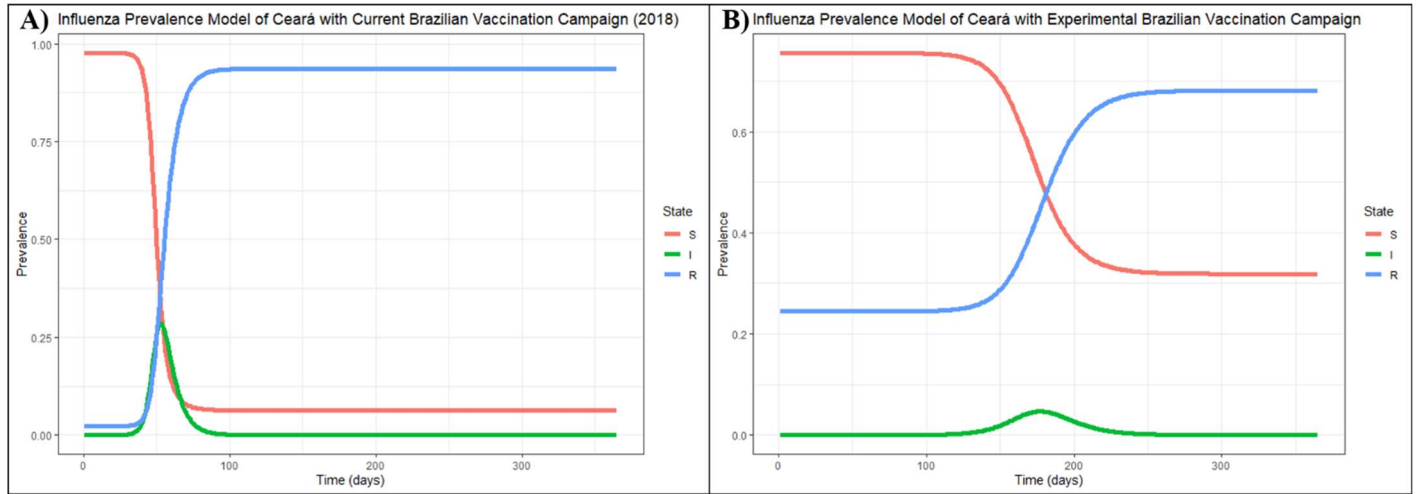 A) Influenza Prevalence Model of Ceará with Current Brazilian Vaccination Campaign (2018)
1.00
0.75
0.50
0.25
0.00
Prevalence
0
100
200
300
Time (days)
State
S
I
R
B) Influenza Prevalence Model of Ceará with Experimental Brazilian Vaccination Campaign
0.6
0.4
0.2
0.0
Prevalence
0
100
200
300
Time (days)
State
S
I
R